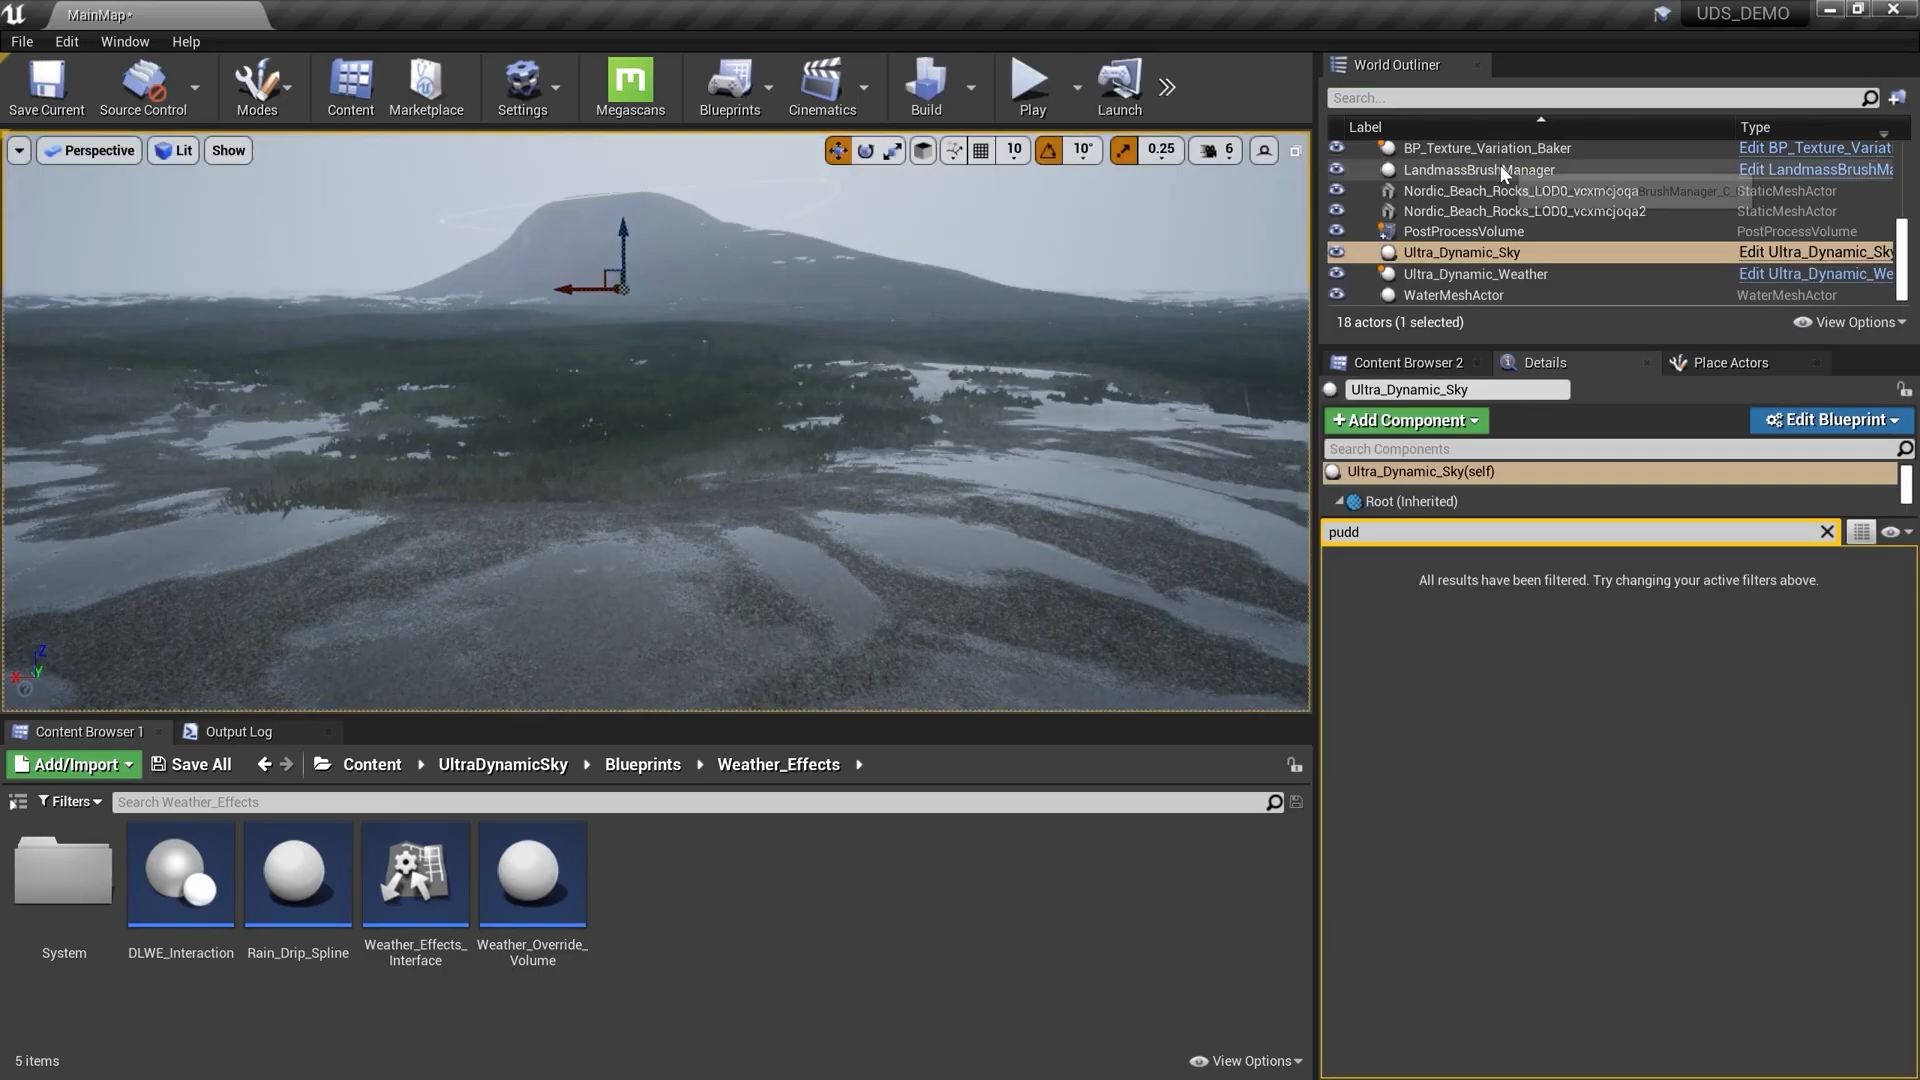 MainMap*
UDS_DEMO
File Edit Window Help
Save Current Source Control Modes Content Marketplace Settings Megascans Blueprints Cinematics Build Play Launch
Perspective Lit Show 10 10° 0.25 6
World Outliner
Search...
Label Type
BP_Texture_Variation_Baker Edit BP_Texture_Variati
LandmassBrushManager Edit LandmassBrushMa
Nordic_Beach_Rocks_LOD0_vcxmcjoqa BrushManager_C_ StaticMeshActor
Nordic_Beach_Rocks_LOD0_vcxmcjoqa2 StaticMeshActor
PostProcessVolume PostProcessVolume
Ultra_Dynamic_Sky Edit Ultra_Dynamic_Sky
Ultra_Dynamic_Weather Edit Ultra_Dynamic_We
WaterMeshActor WaterMeshActor
18 actors (1 selected) View Options
Content Browser 2 Details Place Actors
Ultra_Dynamic_Sky
+Add Component Edit Blueprint
Search Components
Ultra_Dynamic_Sky(self)
Root (Inherited)
pudd
All results have been filtered. Try changing your active filters above.
Z
X Y
Content Browser 1 Output Log
Add/Import Save All Content UltraDynamicSky Blueprints Weather_Effects
Filters Search Weather_Effects
System
DLWE_Interaction
Rain_Drip_Spline
Weather_Effects_
Interface
Weather_Override_
Volume
5 items View Options